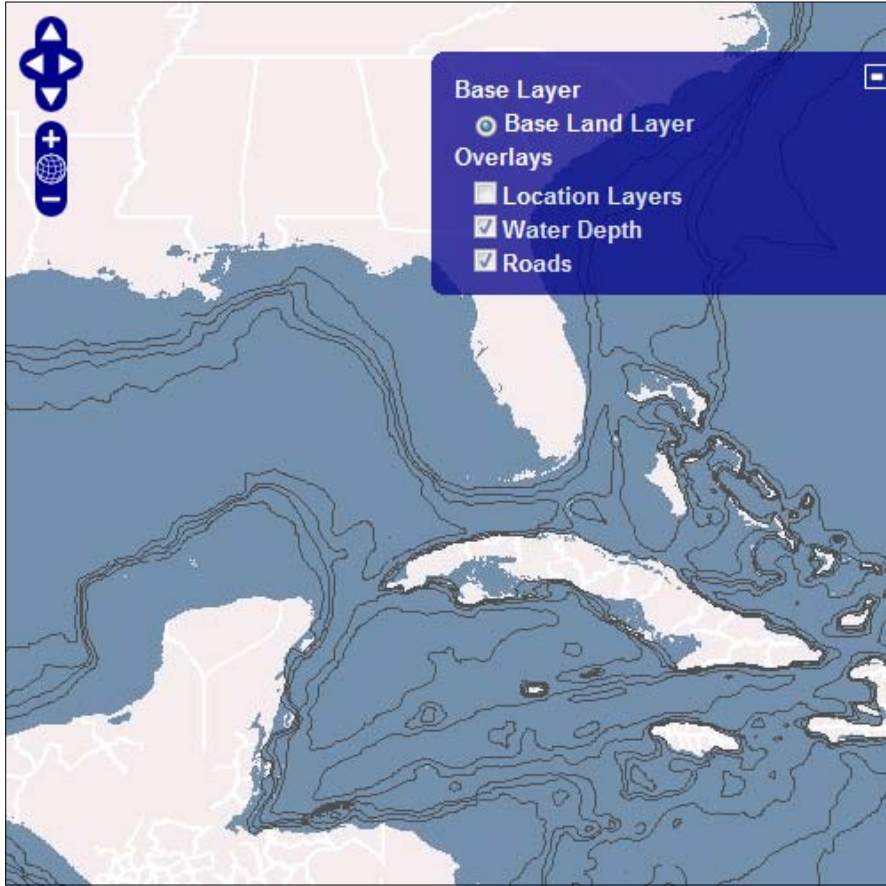 Base Layer
Base Land Layer
Overlays
Location Layers
Water Depth
Roads